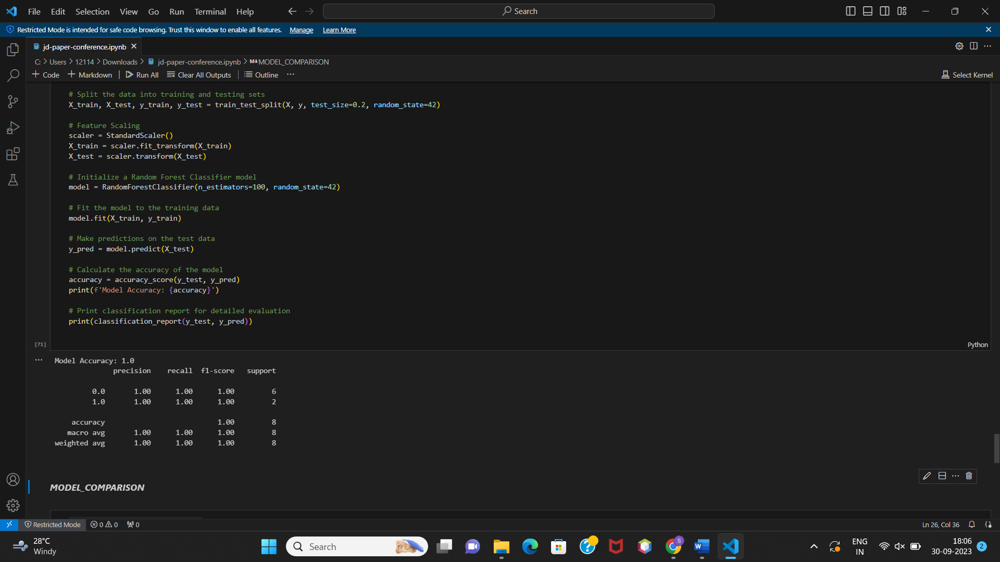 File Edit Selection View Go Run Terminal Help Search
Restricted Mode is intended for safe code browsing. Trust this window to enable all features. Manage Learn More
jd-paper-conference.ipynb
C: > Users > 12114 > Downloads > jd-paper-conference.ipynb > M↓MODEL_COMPARISON
+ Code + Markdown Run All Clear All Outputs Outline ... Select Kernel
# Split the data into training and testing sets
X_train, X_test, y_train, y_test = train_test_split(X, y, test_size=0.2, random_state=42)
# Feature Scaling
scaler = StandardScaler()
X_train = scaler.fit_transform(X_train)
X_test = scaler.transform(X_test)
# Initialize a Random Forest Classifier model
model = RandomForestClassifier(n_estimators=100, random_state=42)
# Fit the model to the training data
model.fit(X_train, y_train)
# Make predictions on the test data
y_pred = model.predict(X_test)
# Calculate the accuracy of the model
accuracy = accuracy_score(y_test, y_pred)
print(f'Model Accuracy: {accuracy}')
# Print classification report for detailed evaluation
print(classification_report(y_test, y_pred))
[71] Python
... Model Accuracy: 1.0
precision recall f1-score support
0.0 1.00 1.00 1.00 6
1.0 1.00 1.00 1.00 2
accuracy 1.00 8
macro avg 1.00 1.00 1.00 8
weighted avg 1.00 1.00 1.00 8
MODEL_COMPARISON
Restricted Mode 0 0 0 Ln 26, Col 36
28°C
Windy
Search
ENG
IN
18:06
30-09-2023
2